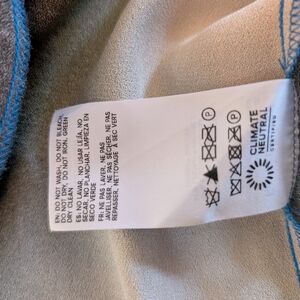 EN: DO NOT WASH, DO NOT BLEACH,
DO NOT DRY, DO NOT IRON, GREEN
DRY CLEAN
ES: NO LAVAR, NO USAR LEJÍA, NO
SECAR, NO PLANCHAR, LIMPIEZA EN
SECO VERDE
FR: NE PAS LAVER, NE PAS
JAVELLISER, NE PAS SÉCHER, NE PAS
REPASSER, NETTOYAGE À SEC VERT
P
CLIMATE
NEUTRAL
CERTIFIED